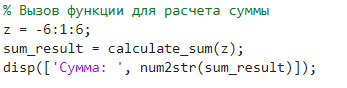 % Вызов функции для расчета суммы
z = -6:1:6;
sum_result = calculate_sum(z);
disp(['Сумма: ', num2str(sum_result)]);